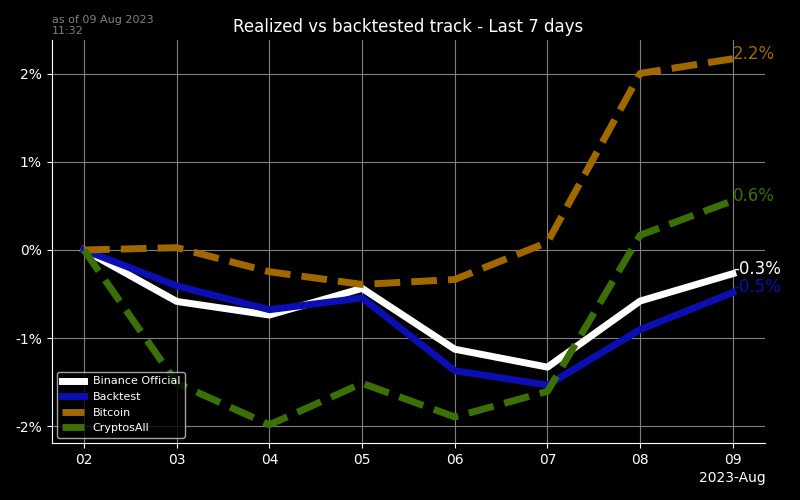 as of 09 Aug 2023
11:32
Realized vs backtested track - Last 7 days
2%
1%
0%
-1%
-2%
2.2%
0.6%
-0.3%
-0.5%
Binance Official
Backtest
Bitcoin
CryptosAll
02 03 04 05 06 07 08 09
2023-Aug